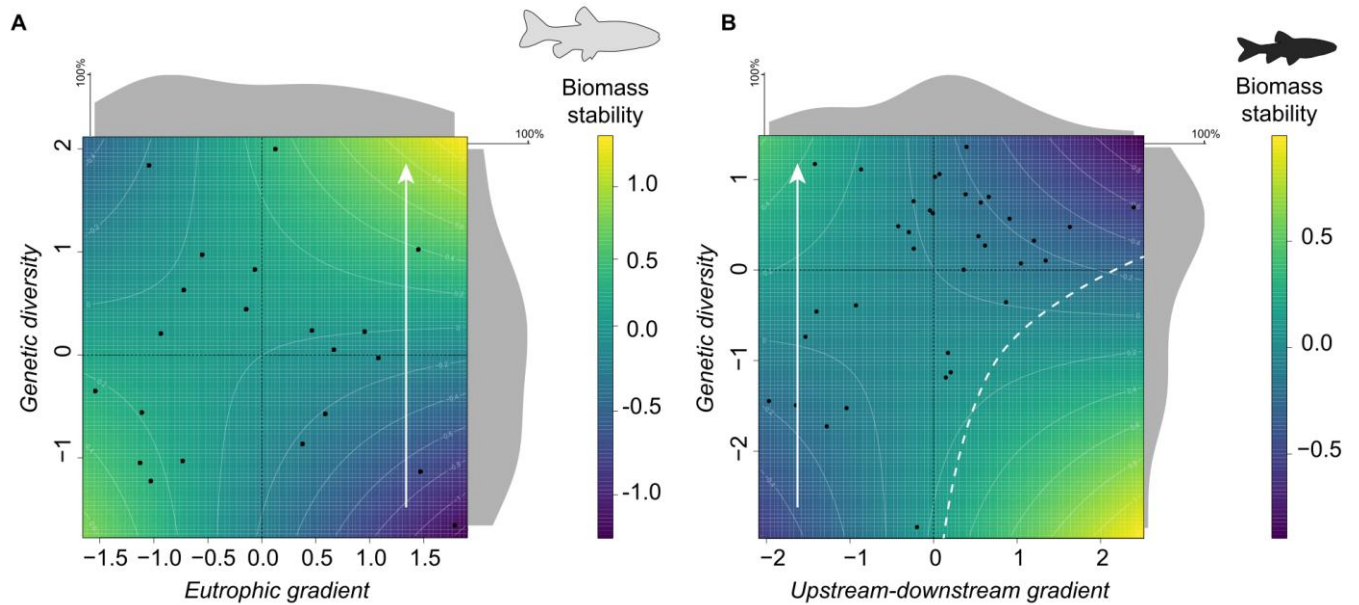 A
100%
100%
Biomass
stability
Genetic diversity
2
1
0
−1
1.0
0.5
0.0
-0.5
-1.0
−1.5 −1.0 −0.5 0.0 0.5 1.0 1.5
Eutrophic gradient
B
100%
100%
Biomass
stability
Genetic diversity
1
0
−1
−2
0.5
0.0
−0.5
−2 −1 0 1 2
Upstream-downstream gradient